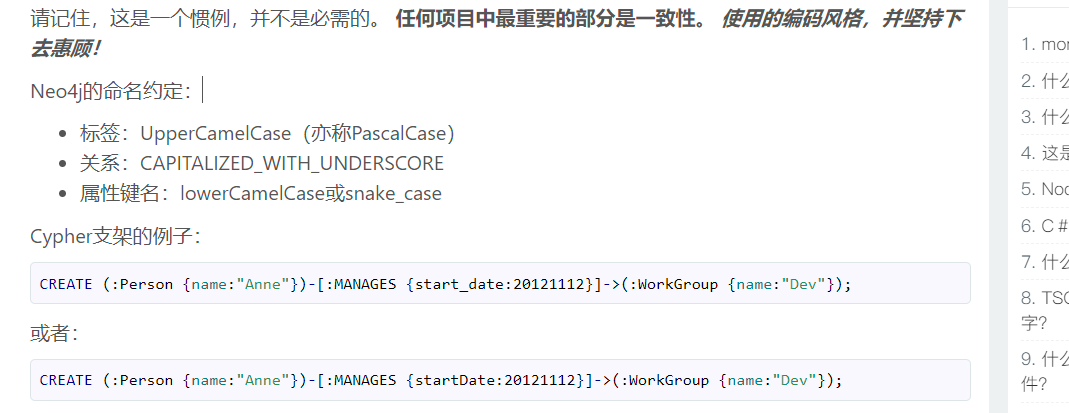 请记住，这是一个惯例，并不是必需的。 任何项目中最重要的部分是一致性。 使用的编码风格，并坚持下
去惠顾！
Neo4j的命名约定：
标签：UpperCamelCase（亦称PascalCase）
关系：CAPITALIZED_WITH_UNDERSCORE
属性键名：lowerCamelCase或snake_case
Cypher支架的例子：
CREATE (:Person {name:"Anne"})-[:MANAGES {start_date:20121112}]->(:WorkGroup {name:"Dev"});
或者：
CREATE (:Person {name:"Anne"})-[:MANAGES {startDate:20121112}]->(:WorkGroup {name:"Dev"});
1.
2. 什
3. 什
4. 这是
5.
6. C #
7. 什
8.
字?
9. 什
件?